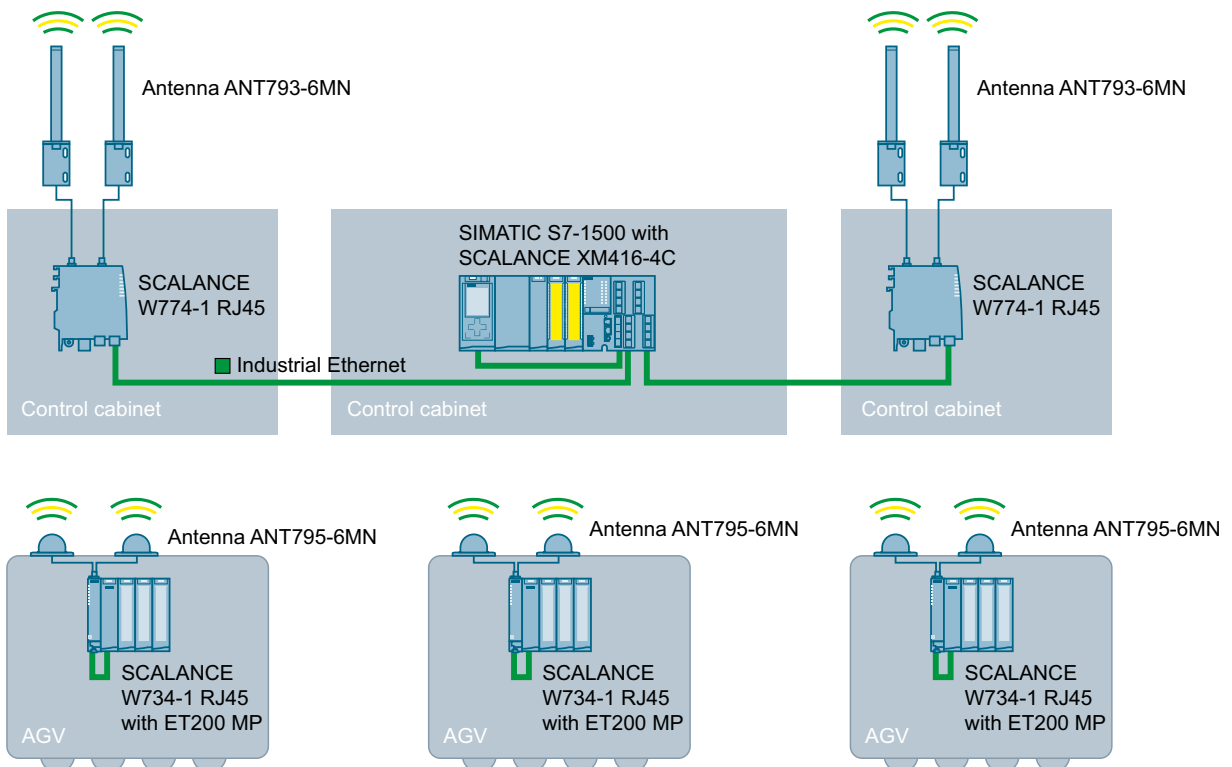 Antenna ANT793-6MN
Antenna ANT793-6MN
SCALANCE
W774-1 RJ45
SIMATIC S7-1500 with
SCALANCE XM416-4C
SCALANCE
W774-1 RJ45
Industrial Ethernet
Control cabinet
Control cabinet
Control cabinet
Antenna ANT795-6MN
Antenna ANT795-6MN
Antenna ANT795-6MN
SCALANCE
W734-1 RJ45
with ET200 MP
AGV
SCALANCE
W734-1 RJ45
with ET200 MP
AGV
SCALANCE
W734-1 RJ45
with ET200 MP
AGV